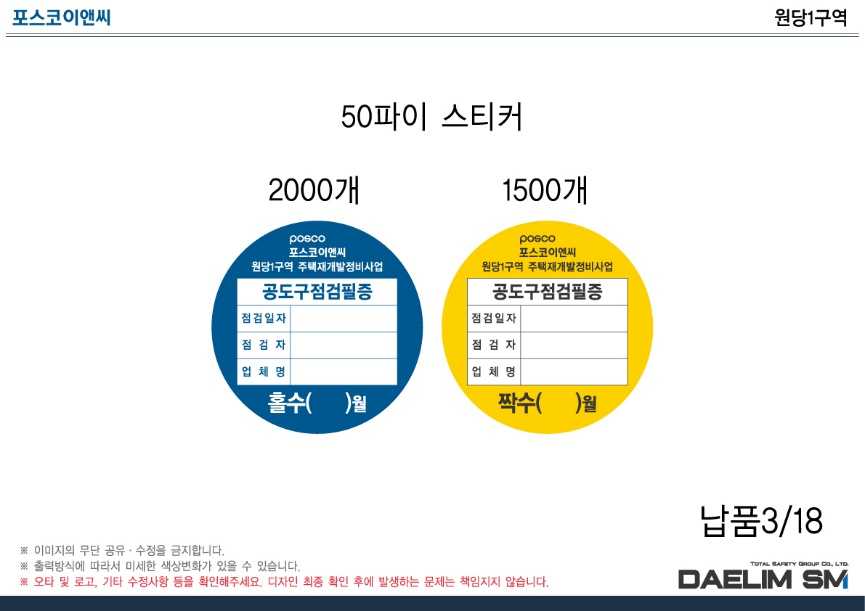 포스코이앤씨
원당1구역
50파이 스티커
2000개
1500개
posco
포스코이앤씨
원당1구역 주택재개발정비사업
공도구점검필증
점검일자
점 검 자
업 체 명
홀수( )월
posco
포스코이앤씨
원당1구역 주택재개발정비사업
공도구점검필증
점검일자
점 검 자
업 체 명
짝수( )월
납품3/18
※ 이미지의 무단 공유 · 수정을 금지합니다.
※ 출력방식에 따라서 미세한 색상변화가 있을 수 있습니다.
※ 오타 및 로고, 기타 수정사항 등을 확인해주세요. 디자인 최종 확인 후에 발생하는 문제는 책임지지 않습니다.
TOTAL SAFETY GROUP CO., LTD.
DAELIM SM